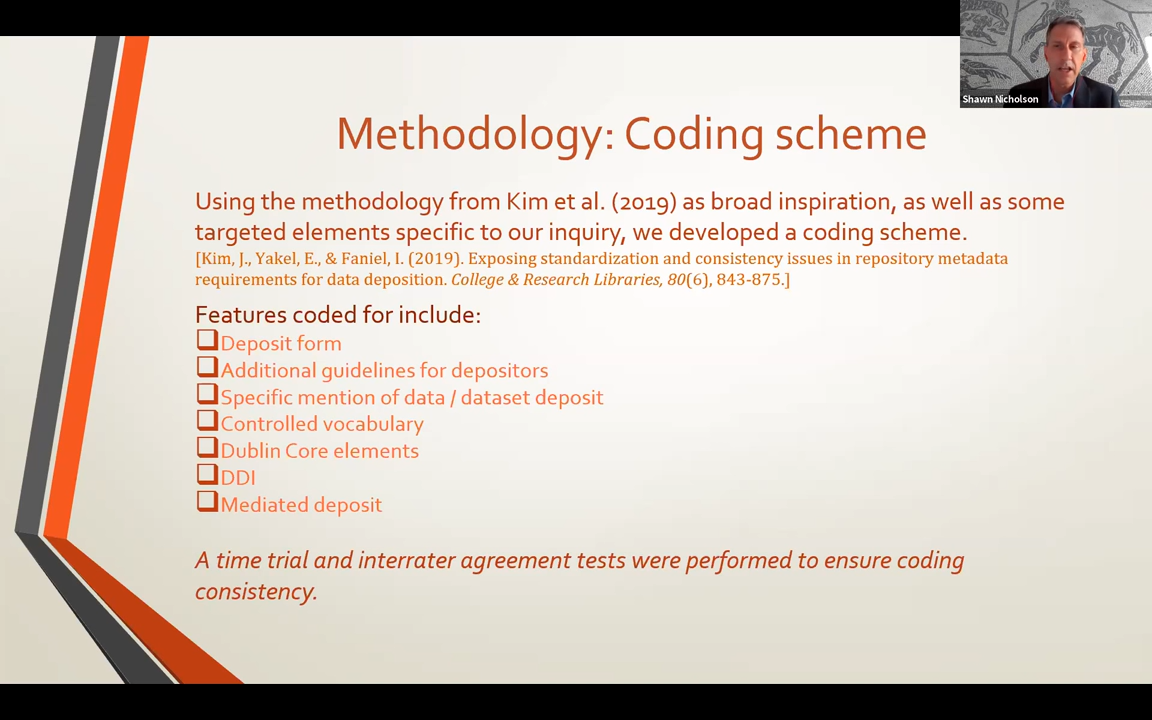 Shawn Nicholson
Methodology: Coding scheme
Using the methodology from Kim et al. (2019) as broad inspiration, as well as some
targeted elements specific to our inquiry, we developed a coding scheme.
[Kim, J., Yakel, E., & Faniel, I. (2019). Exposing standardization and consistency issues in repository metadata
requirements for data deposition. College & Research Libraries, 80(6), 843-875.]
Features coded for include:
❑Deposit form
❑Additional guidelines for depositors
❑Specific mention of data / dataset deposit
❑Controlled vocabulary
❑Dublin Core elements
❑DDI
❑Mediated deposit
A time trial and interrater agreement tests were performed to ensure coding
consistency.